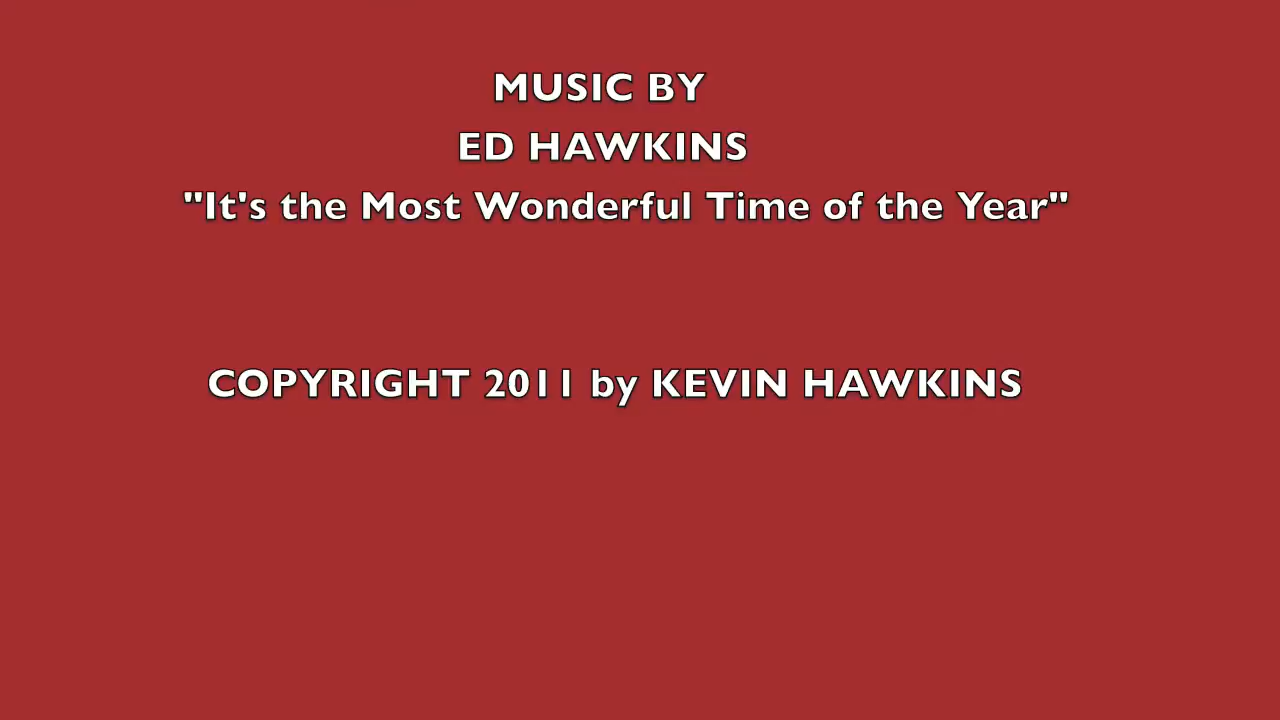 MUSIC BY
ED HAWKINS
"It's the Most Wonderful Time of the Year"
COPYRIGHT 2011 by KEVIN HAWKINS